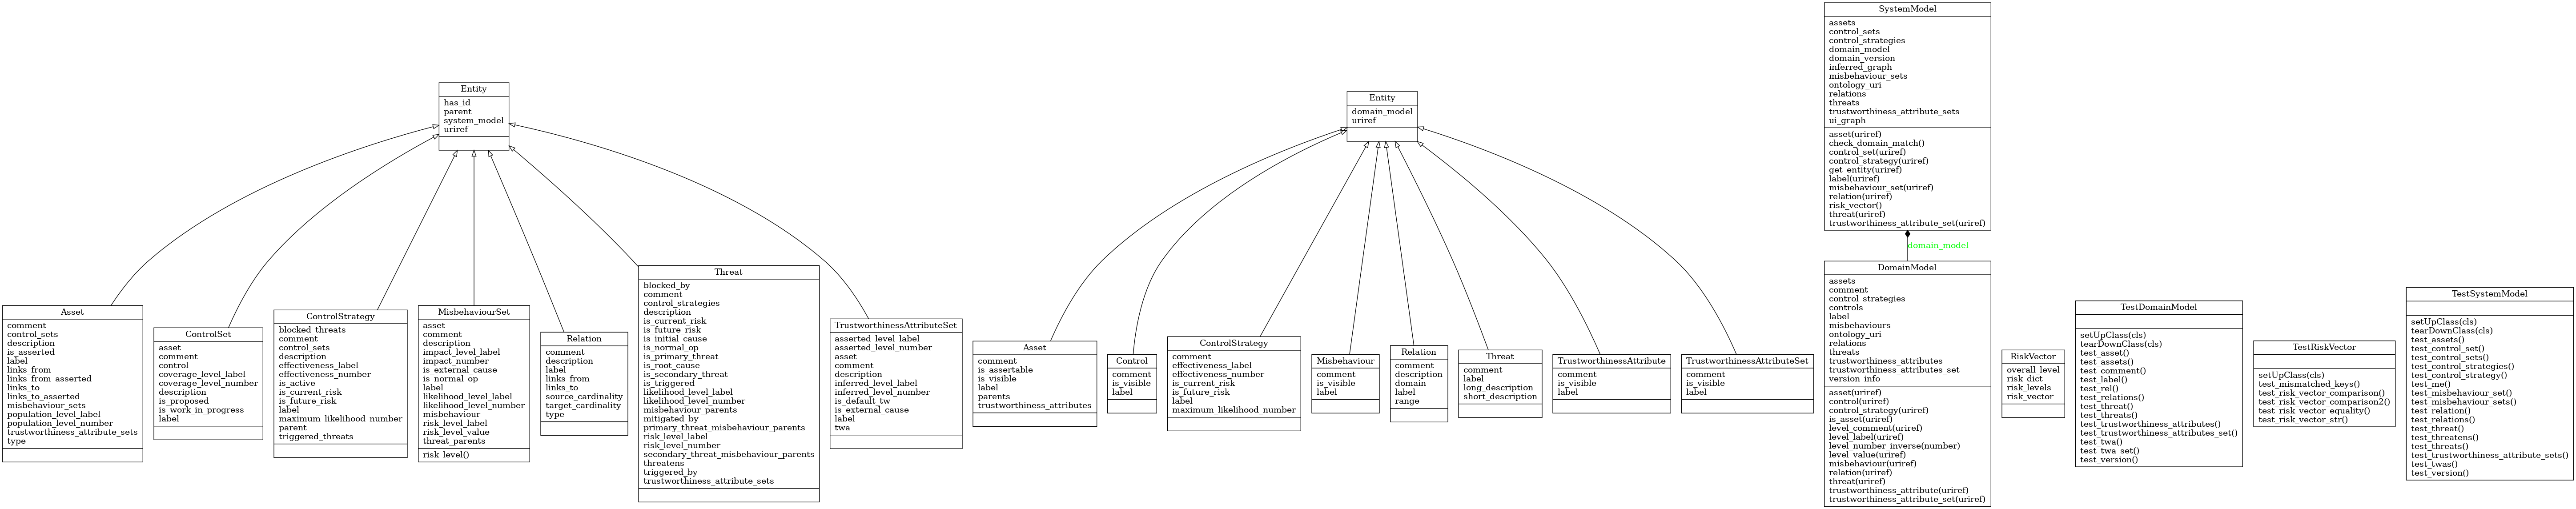 Entity
has_id
parent
system_model
uriref
Asset
comment
control_sets
description
is_asserted
label
links_from
links_from_asserted
links_to
links_to_asserted
misbehaviour_sets
population_level_label
population_level_number
trustworthiness_attribute_sets
type
ControlSet
asset
comment
control
coverage_level_label
coverage_level_number
description
is_proposed
is_work_in_progress
label
ControlStrategy
blocked_threats
comment
control_sets
description
effectiveness_label
effectiveness_number
is_active
is_current_risk
is_future_risk
label
maximum_likelihood_number
parent
triggered_threats
MisbehaviourSet
asset
comment
description
impact_level_label
impact_number
is_external_cause
is_normal_op
label
likelihood_level_label
likelihood_level_number
misbehaviour
risk_level_label
risk_level_value
threat_parents
risk_level()
Relation
comment
description
label
links_from
links_to
source_cardinality
target_cardinality
type
Threat
blocked_by
comment
control_strategies
description
is_current_risk
is_future_risk
is_initial_cause
is_normal_op
is_primary_threat
is_root_cause
is_secondary_threat
is_triggered
likelihood_level_label
likelihood_level_number
misbehaviour_parents
mitigated_by
primary_threat_misbehaviour_parents
risk_level_label
risk_level_number
secondary_threat_misbehaviour_parents
threatens
triggered_by
trustworthiness_attribute_sets
TrustworthinessAttributeSet
asserted_level_label
asserted_level_number
asset
comment
description
inferred_level_label
inferred_level_number
is_default_tw
is_external_cause
label
twa
Entity
domain_model
uriref
Asset
comment
is_assertable
is_visible
label
parents
trustworthiness_attributes
Control
comment
is_visible
label
ControlStrategy
comment
effectiveness_label
effectiveness_number
is_current_risk
is_future_risk
label
maximum_likelihood_number
Misbehaviour
comment
is_visible
label
Relation
comment
description
domain
label
range
Threat
comment
label
long_description
short_description
TrustworthinessAttribute
comment
is_visible
label
TrustworthinessAttributeSet
comment
is_visible
label
SystemModel
assets
control_sets
control_strategies
domain_model
domain_version
inferred_graph
misbehaviour_sets
ontology_uri
relations
threats
trustworthiness_attribute_sets
ui_graph
asset(uriref)
check_domain_match()
control_set(uriref)
control_strategy(uriref)
get_entity(uriref)
label(uriref)
misbehaviour_set(uriref)
relation(uriref)
risk_vector()
threat(uriref)
trustworthiness_attribute_set(uriref)
domain_model
DomainModel
assets
comment
control_strategies
controls
label
misbehaviours
ontology_uri
relations
threats
trustworthiness_attributes
trustworthiness_attributes_set
version_info
asset(uriref)
control(uriref)
control_strategy(uriref)
is_asset(uriref)
level_comment(uriref)
level_label(uriref)
level_number_inverse(number)
level_value(uriref)
misbehaviour(uriref)
relation(uriref)
threat(uriref)
trustworthiness_attribute(uriref)
trustworthiness_attribute_set(uriref)
RiskVector
overall_level
risk_dict
risk_levels
risk_vector
TestDomainModel
setUpClass(cls)
tearDownClass(cls)
test_asset()
test_assets()
test_comment()
test_label()
test_rel()
test_relations()
test_threat()
test_threats()
test_trustworthiness_attributes()
test_trustworthiness_attributes_set()
test_twa()
test_twa_set()
test_version()
TestRiskVector
setUpClass(cls)
test_mismatched_keys()
test_risk_vector_comparison()
test_risk_vector_comparison2()
test_risk_vector_equality()
test_risk_vector_str()
TestSystemModel
setUpClass(cls)
tearDownClass(cls)
test_assets()
test_control_set()
test_control_sets()
test_control_strategies()
test_control_strategy()
test_me()
test_misbehaviour_set()
test_misbehaviour_sets()
test_relation()
test_relations()
test_threat()
test_threatens()
test_threats()
test_trustworthiness_attribute_sets()
test_twas()
test_version()